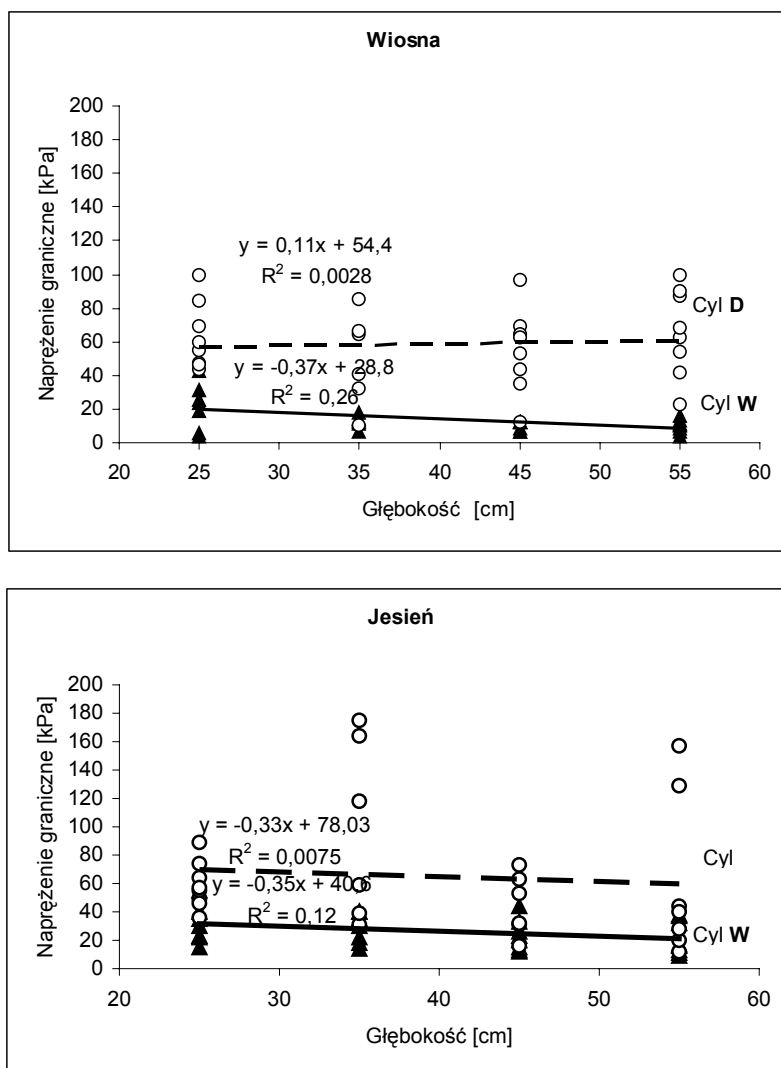 Wiosna
Naprężenie graniczne [kPa]
200
180
160
140
120
100
80
60
40
20
0
y = 0,11x + 54,4
R² = 0,0028
y = -0,37x + 28,8
R² = 0,26
Cyl D
Cyl W
20 25 30 35 40 45 50 55 60
Głębokość [cm]
Jesień
Naprężenie graniczne [kPa]
200
180
160
140
120
100
80
60
40
20
0
y = -0,33x + 78,03
R² = 0,0075
y = -0,35x + 40,6
R² = 0,12
Cyl
Cyl W
20 30 40 50 60
Głębokość [cm]